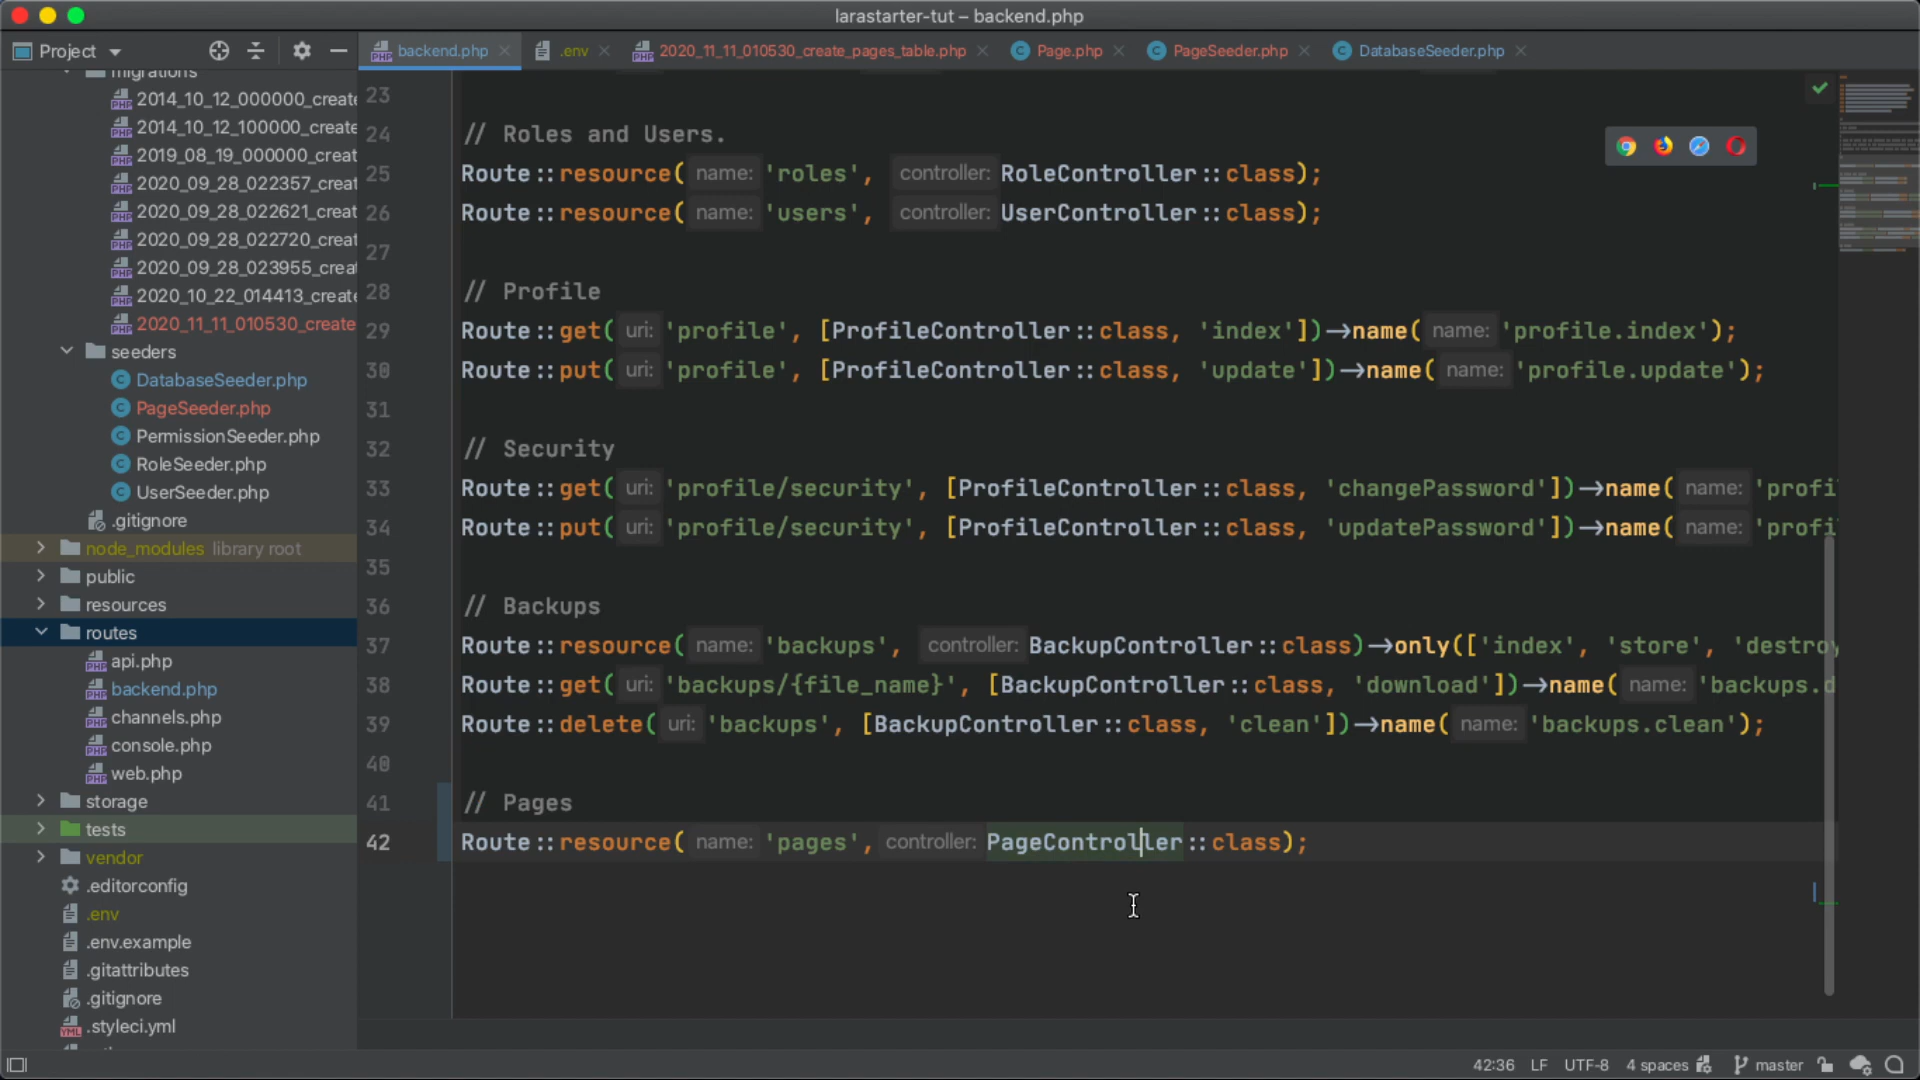 larastarter-tut – backend.php
Project
backend.php
.env
2020_11_11_010530_create_pages_table.php
Page.php
PageSeeder.php
DatabaseSeeder.php
migrations
2014_10_12_000000_create
2014_10_12_100000_create
2019_08_19_000000_creat
2020_09_28_022357_creat
2020_09_28_022621_creat
2020_09_28_022720_creat
2020_09_28_023955_crea
2020_10_22_014413_create
2020_11_11_010530_create
seeders
DatabaseSeeder.php
PageSeeder.php
PermissionSeeder.php
RoleSeeder.php
UserSeeder.php
.gitignore
node_modules library root
public
resources
routes
api.php
backend.php
channels.php
console.php
web.php
storage
tests
vendor
.editorconfig
.env
.env.example
.gitattributes
.gitignore
.styleci.yml
23
24 // Roles and Users.
25 Route::resource( name: 'roles', controller: RoleController::class);
26 Route::resource( name: 'users', controller: UserController::class);
27
28 // Profile
29 Route::get( uri: 'profile', [ProfileController::class, 'index'])->name( name: 'profile.index');
30 Route::put( uri: 'profile', [ProfileController::class, 'update'])->name( name: 'profile.update');
31
32 // Security
33 Route::get( uri: 'profile/security', [ProfileController::class, 'changePassword'])->name( name: 'profi
34 Route::put( uri: 'profile/security', [ProfileController::class, 'updatePassword'])->name( name: 'profi
35
36 // Backups
37 Route::resource( name: 'backups', controller: BackupController::class)->only(['index', 'store', 'destroy
38 Route::get( uri: 'backups/{file_name}', [BackupController::class, 'download'])->name( name: 'backups.d
39 Route::delete( uri: 'backups', [BackupController::class, 'clean'])->name( name: 'backups.clean');
40
41 // Pages
42 Route::resource( name: 'pages', controller: PageController::class);
42:36 LF UTF-8 4 spaces master